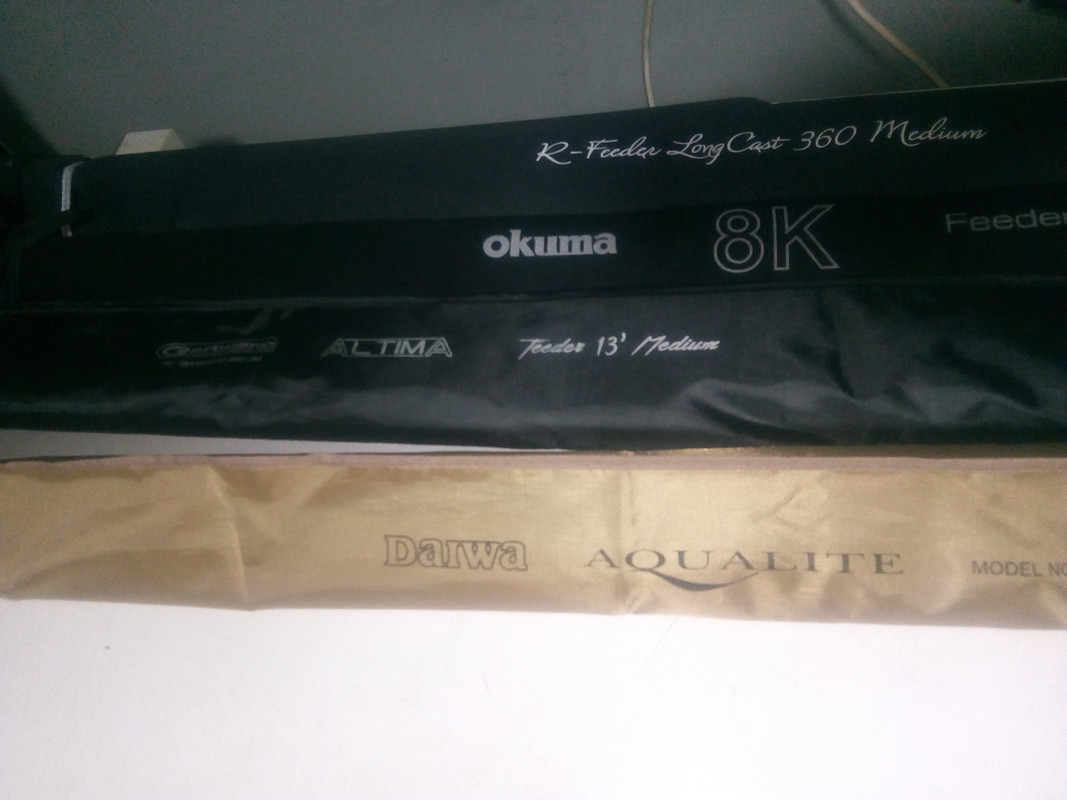 R-Feeder LongCast 360 Medium
okuma 8K Feeder
ALTIMA Feeder 13' Medium
Daiwa AQUALITE MODEL NO